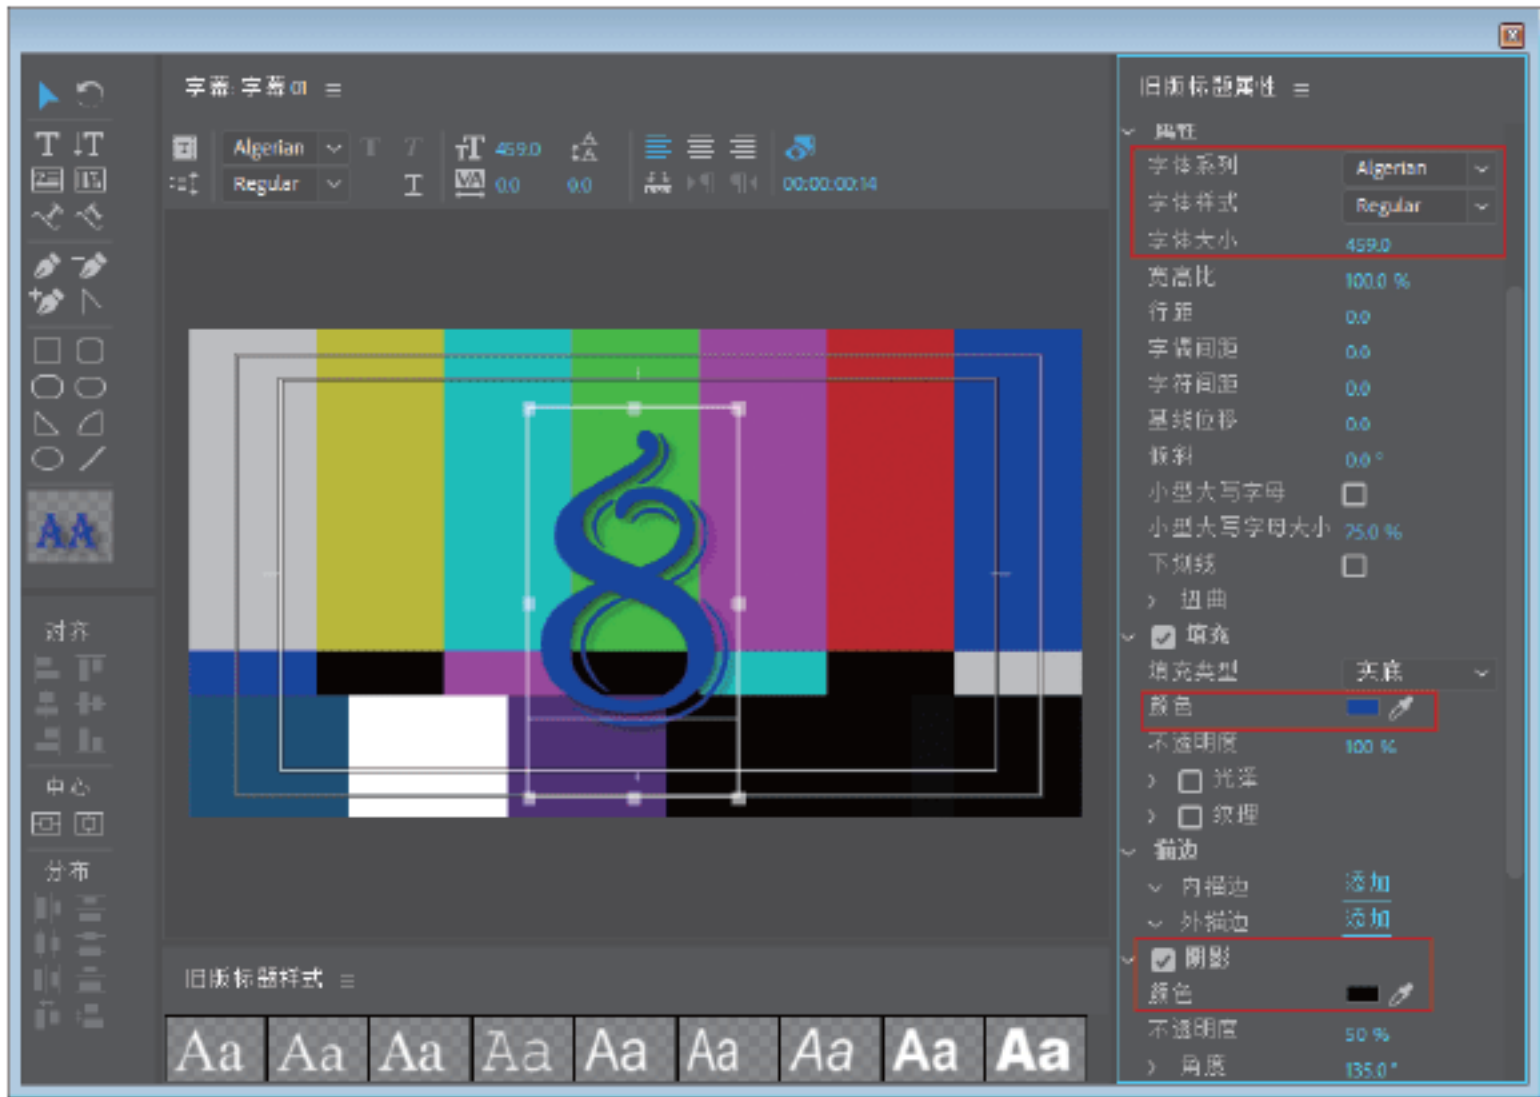 字幕: 字幕 01
Algerian
459.0
Regular
0.0
0.0
00:00:00:14
AA
对齐
中心
分布
8
旧版标题样式
Aa Aa Aa Aa Aa Aa Aa Aa Aa
旧版标题属性
属性
字体系列 Algerian
字体样式 Regular
字体大小 459.0
宽高比 100.0 %
行距 0.0
字偶间距 0.0
字符间距 0.0
基线位移 0.0
倾斜 0.0 °
小型大写字母
小型大写字母大小 75.0 %
下划线
扭曲
填充
填充类型 实底
颜色
不透明度 100 %
光泽
纹理
描边
内描边 添加
外描边 添加
阴影
颜色
不透明度 50 %
角度 135.0 °